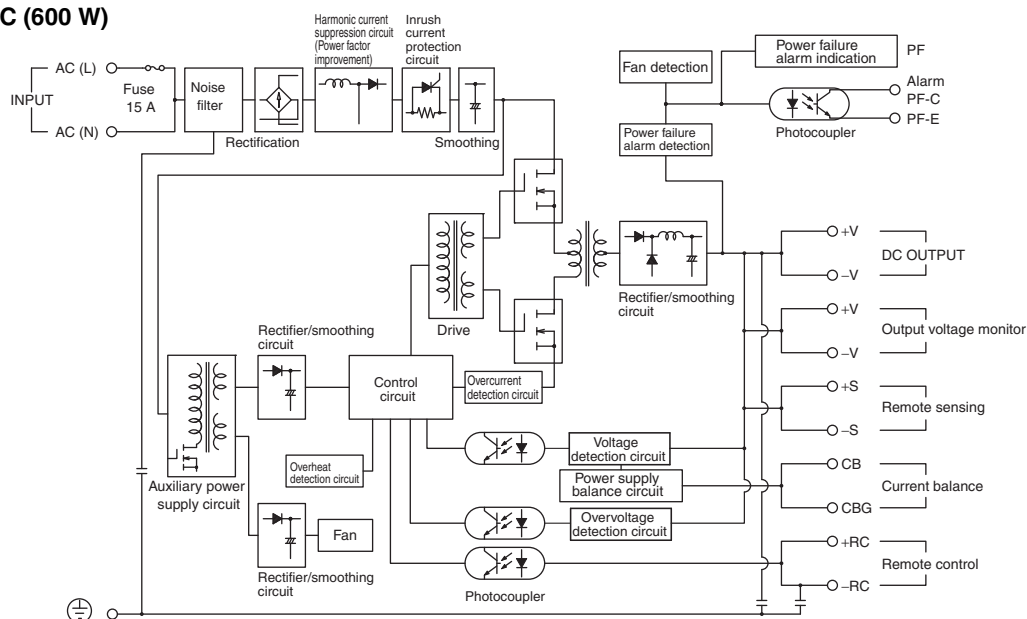 C (600 W)
Harmonic current
suppression circuit
(Power factor
improvement)
Inrush
current
protection
circuit
AC (L)
INPUT
AC (N)
Fuse
15 A
Noise
filter
Rectification
Smoothing
Fan detection
Power failure
alarm indication
PF
Alarm
PF-C
PF-E
Photocoupler
Power failure
alarm detection
Drive
Rectifier/smoothing
circuit
+V
DC OUTPUT
−V
+V
Output voltage monitor
−V
+S
Remote sensing
−S
CB
Current balance
CBG
+RC
Remote control
−RC
Rectifier/smoothing
circuit
Control
circuit
Overcurrent
detection circuit
Overheat
detection circuit
Auxiliary power
supply circuit
Voltage
detection circuit
Power supply
balance circuit
Overvoltage
detection circuit
Fan
Rectifier/smoothing
circuit
Photocoupler